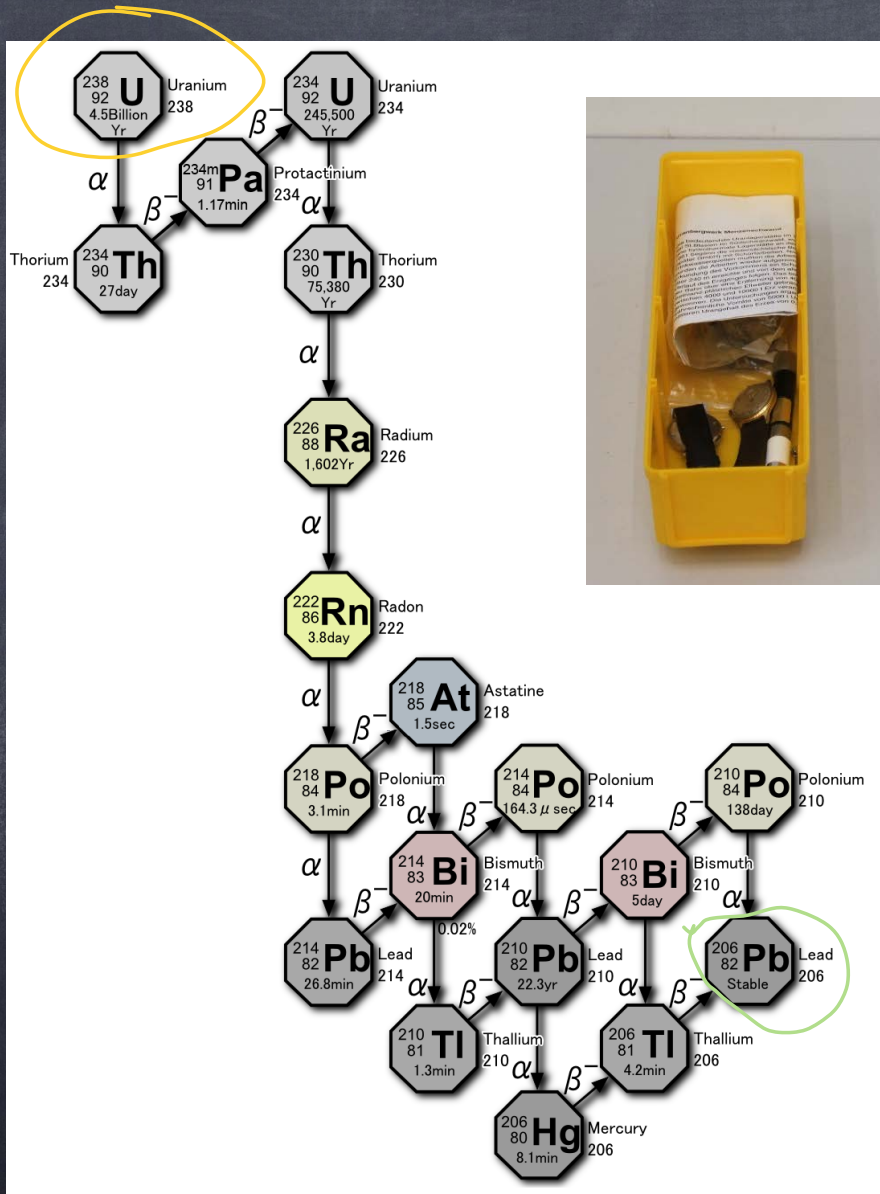 238
92 U
4.5Billion
Yr
Uranium
238
234
92 U
245,500
Yr
Uranium
234
α
β⁻
234m
91 Pa
1.17min
Protactinium
234
β⁻
α
Thorium
234
234
90 Th
27day
230
90 Th
75,380
Yr
Thorium
230
α
226
88 Ra
1,602Yr
Radium
226
α
222
86 Rn
3.8day
Radon
222
α
β⁻
218
85 At
1.5sec
Astatine
218
218
84 Po
3.1min
Polonium
218
α
β⁻
214
84 Po
164.3 μ sec
Polonium
214
β⁻
210
84 Po
138day
Polonium
210
α
β⁻
214
83 Bi
20min
Bismuth
214
0.02%
α
β⁻
210
83 Bi
5day
Bismuth
210
α
214
82 Pb
26.8min
Lead
214
α
β⁻
210
82 Pb
22.3yr
Lead
210
α
β⁻
206
82 Pb
Stable
Lead
206
210
81 Tl
1.3min
Thallium
210
α
β⁻
206
81 Tl
4.2min
Thallium
206
206
80 Hg
8.1min
Mercury
206